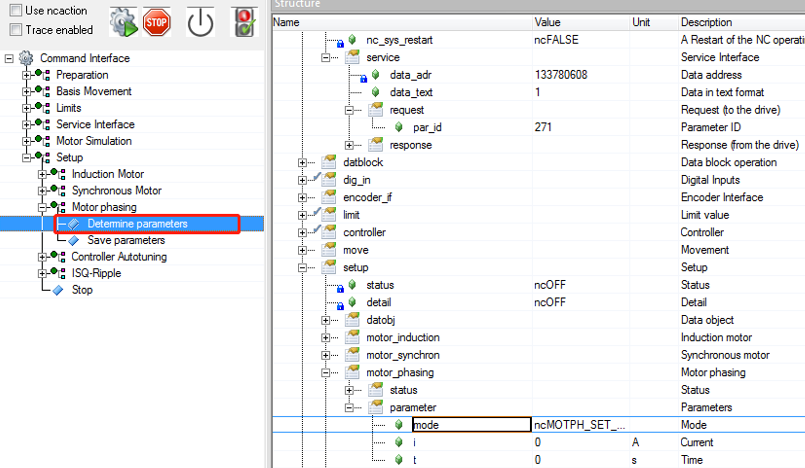 Use ncaction
Trace enabled
STOP
Command Interface
Preparation
Basis Movement
Limits
Service Interface
Motor Simulation
Setup
Induction Motor
Synchronous Motor
Motor phasing
Determine parameters
Save parameters
Controller Autotuning
ISQ-Ripple
Stop
Structure
Name Value Unit Description
nc_sys_restart ncFALSE A Restart of the NC operati
service Service Interface
data_adr 133780608 Data address
data_text 1 Data in text format
request Request (to the drive)
par_id 271 Parameter ID
response Response (from the drive)
datblock Data block operation
dig_in Digital Inputs
encoder_if Encoder Interface
limit Limit value
controller Controller
move Movement
setup Setup
status ncOFF Status
detail ncOFF Detail
datobj Data object
motor_induction Induction motor
motor_synchron Synchronous motor
motor_phasing Motor phasing
status Status
parameter Parameters
mode ncMOTPH_SET_... Mode
i 0 A Current
t 0 s Time